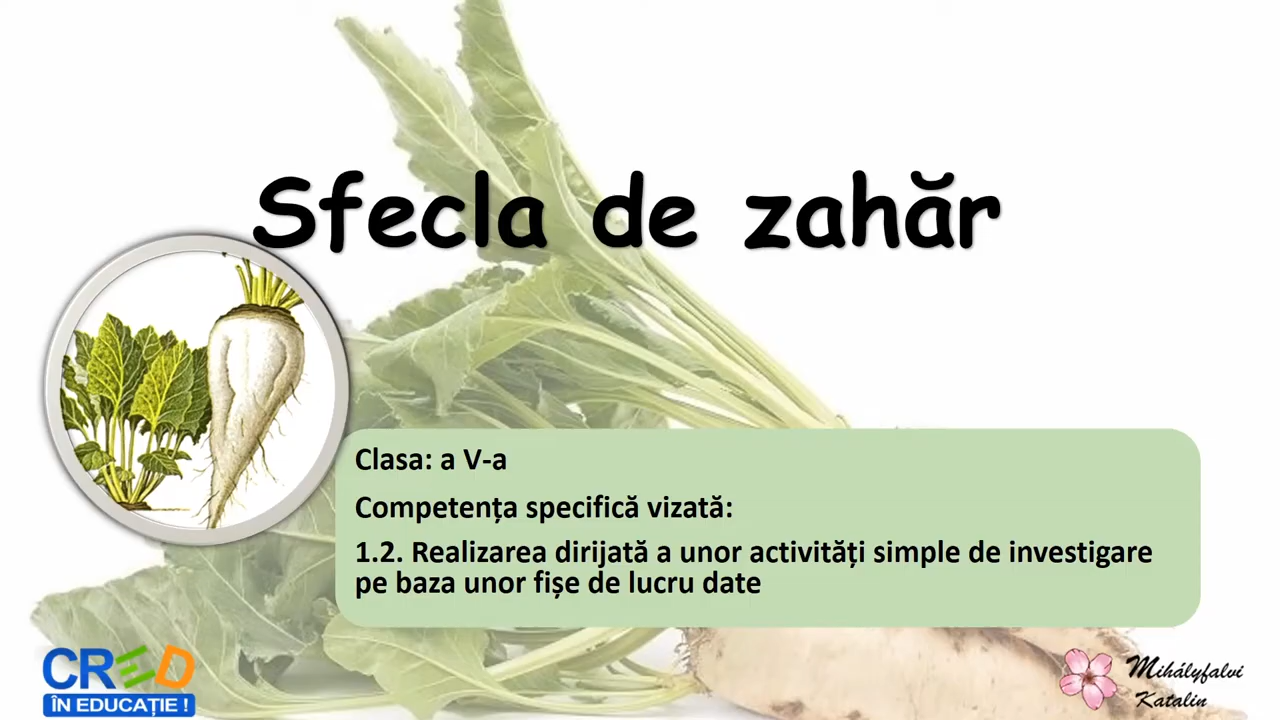 Sfecla de zahăr
Clasa: a V-a
Competența specifică vizată:
1.2. Realizarea dirijată a unor activități simple de investigare
pe baza unor fișe de lucru date
CRED
ÎN EDUCAȚIE !
Mihályfalvi
Katalin